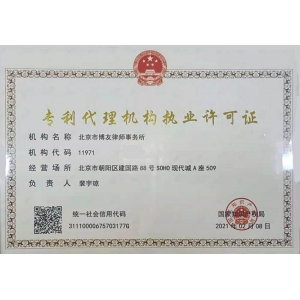 专利代理机构执业许可证
机构名称 北京市博友律师事务所
机构代码 11971
经营场所 北京市朝阳区建国路88号SOHO现代城A座509
负责人 裴宇琼
统一社会信用代码
31110000675703177G
国家知识产权局
2021年02月08日